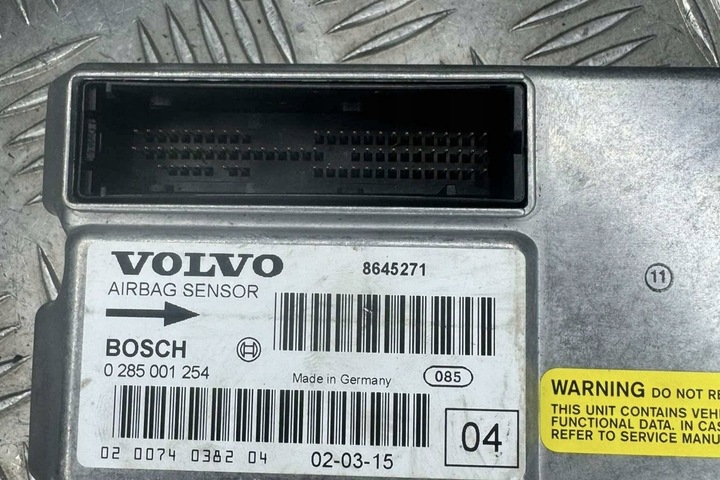 VOLVO 8645271
AIRBAG SENSOR
BOSCH
0 285 001 254
Made in Germany 085
02 0074 0382 04 02-03-15
04
11
WARNING DO NOT RE
THIS UNIT CONTAINS VEH
FUNCTIONAL DATA. IN CAS
REFER TO SERVICE MANU